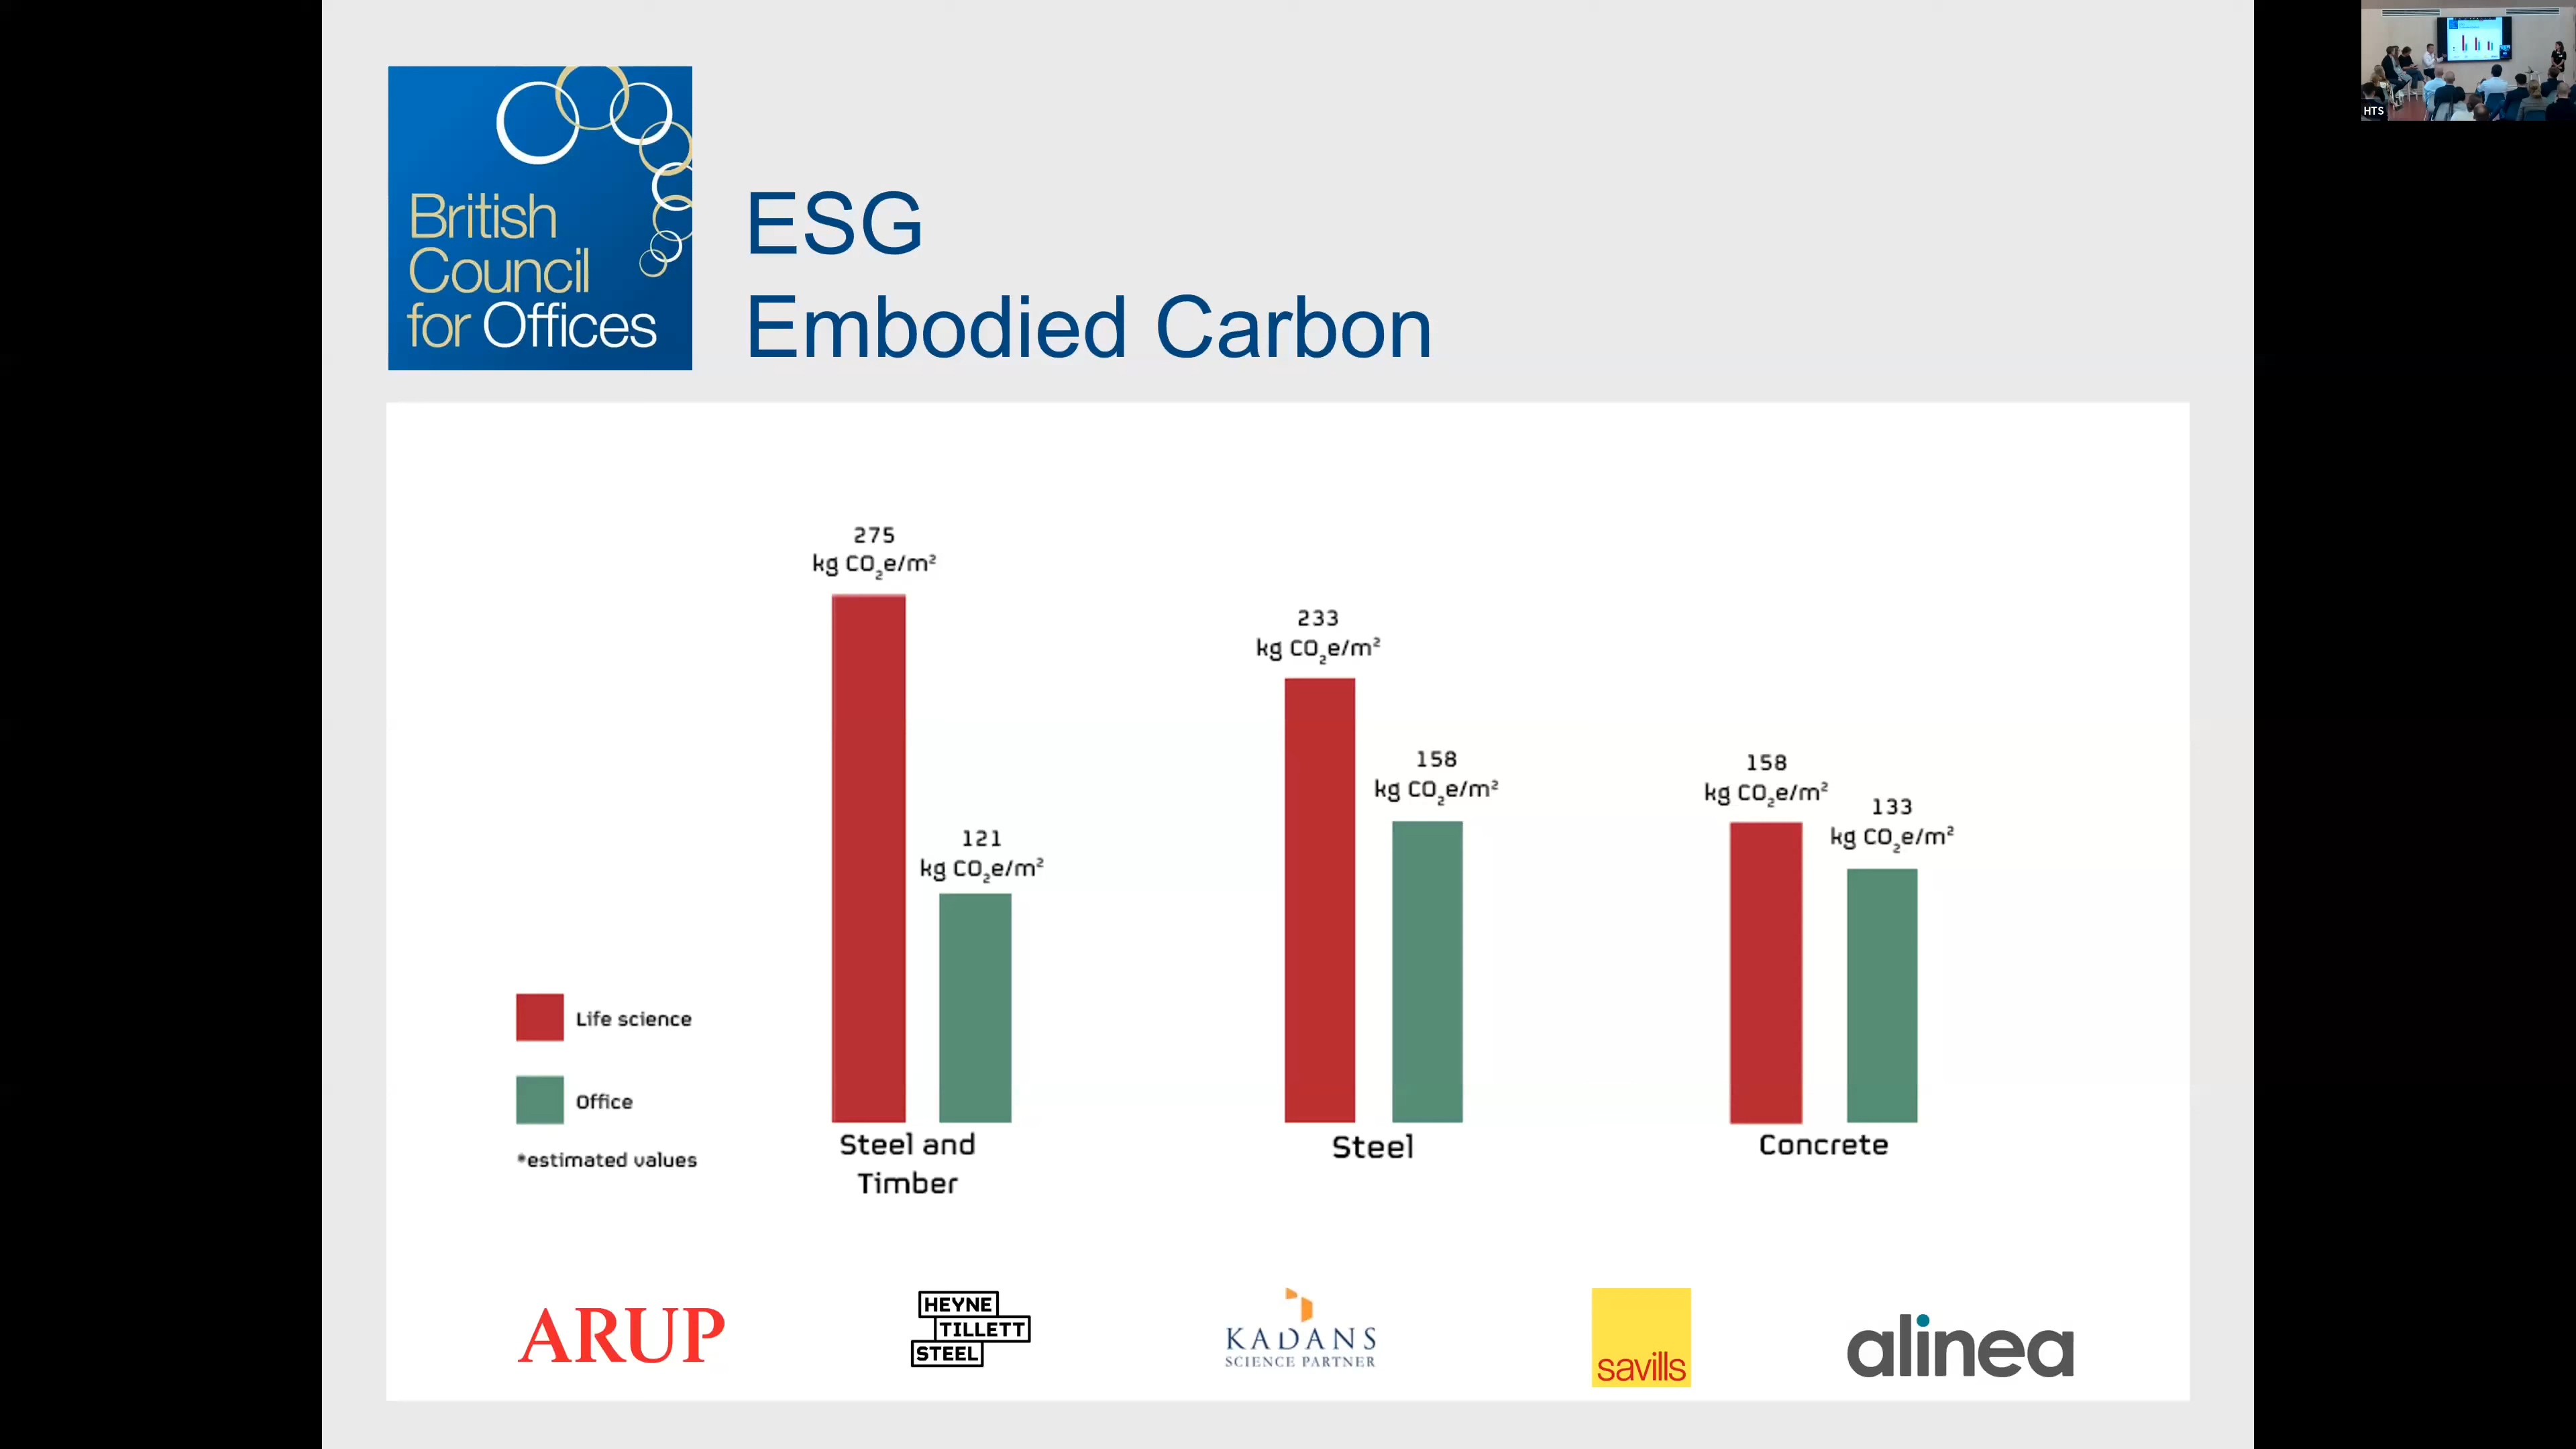 British
Council
for Offices
ESG
Embodied Carbon
HTS
275
kg CO₂e/m²
121
kg CO₂e/m²
233
kg CO₂e/m²
158
kg CO₂e/m²
158
kg CO₂e/m²
133
kg CO₂e/m²
Life science
Office
*estimated values
Steel and
Timber
Steel
Concrete
ARUP
HEYNE
TILLETT
STEEL
KADANS
SCIENCE PARTNER
savills
alinea